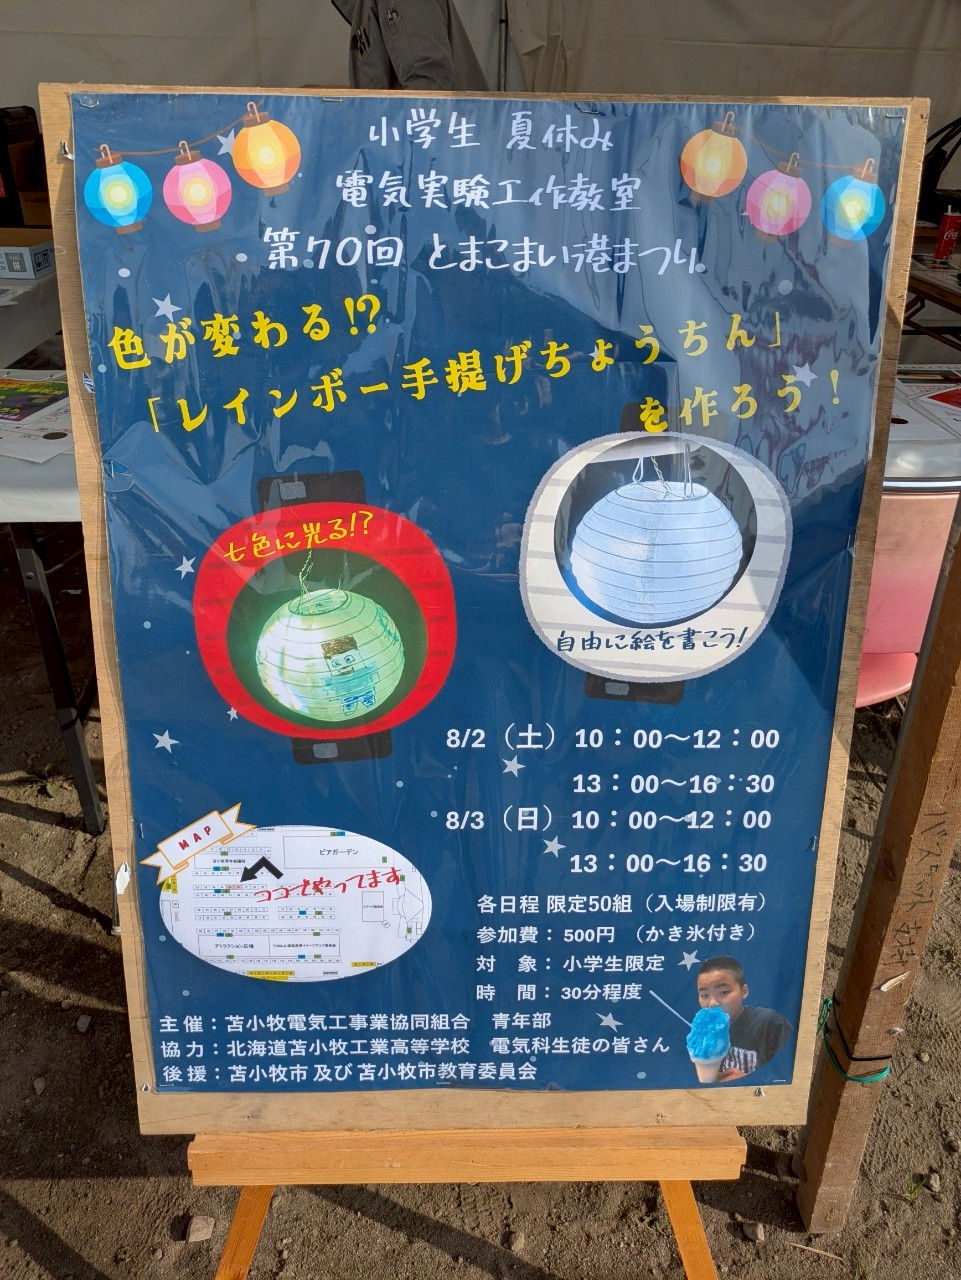 小学生 夏休み
電気実験工作教室
第70回 とまこまい港まつり
色が変わる!?
「レインボー手提げちょうちん」
を作ろう!
七色に光る!?
自由に絵を書こう!
8/2（土）10：00～12：00
13：00～16：30
8/3（日）10：00～12：00
13：00～16：30
MAP
ビアガーデン
ココでやってます
アトラクション広場
各日程 限定50組（入場制限有）
参加費： 500円 （かき氷付き）
対　象： 小学生限定
時　間： 30分程度
主 催： 苫小牧電気工事業協同組合　青年部
協 力： 北海道苫小牧工業高等学校　電気科生徒の皆さん
後 援： 苫小牧市 及び 苫小牧市教育委員会